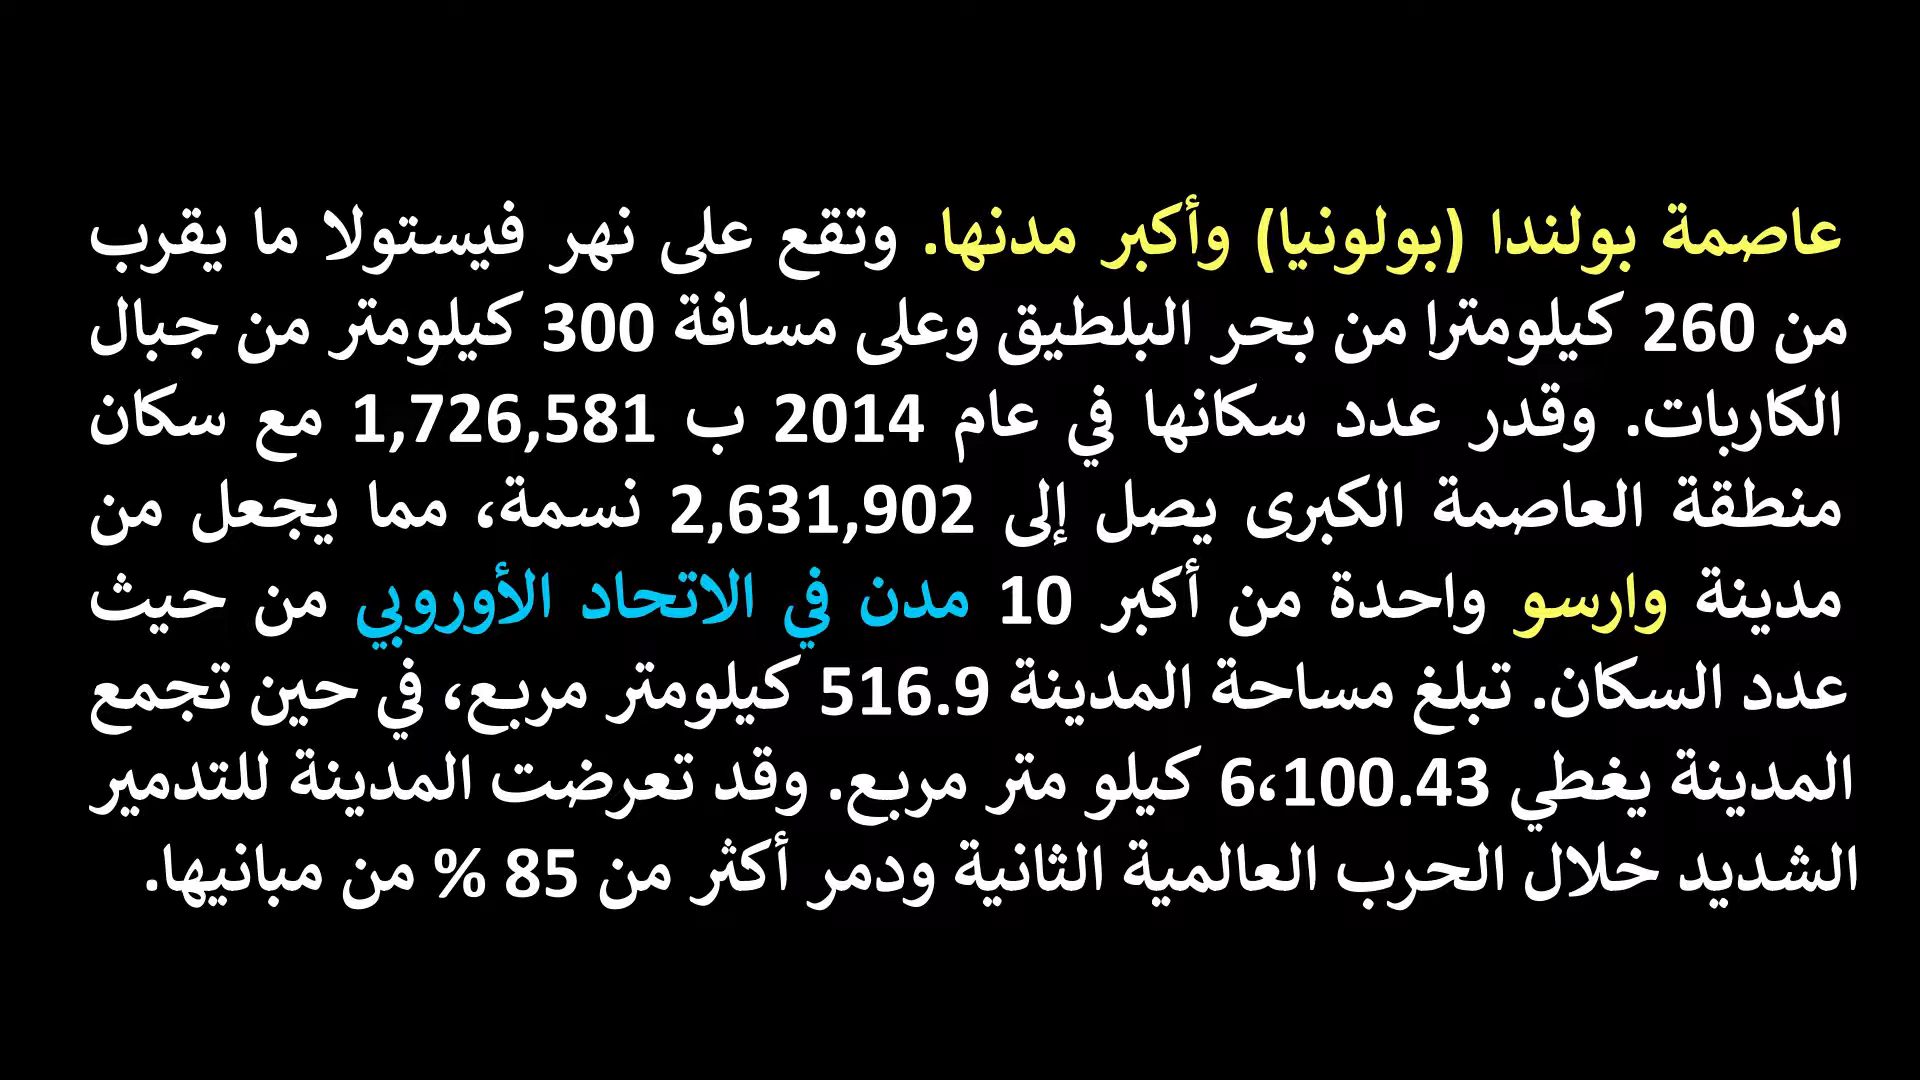 عاصمة بولندا (بولونيا) وأكبر مدنها. وتقع على نهر فيستولا ما يقرب
من 260 كيلومترا من بحر البلطيق وعلى مسافة 300 كيلومتر من جبال
الكاربات. وقدر عدد سكانها في عام 2014 ب 1,726,581 مع سكان
منطقة العاصمة الكبرى يصل إلى 2,631,902 نسمة، مما يجعل من
مدينة وارسو واحدة من أكبر 10 مدن في الاتحاد الأوروبي من حيث
عدد السكان. تبلغ مساحة المدينة 516.9 كيلومتر مربع، في حين تجمع
المدينة يغطي 6،100.43 كيلو متر مربع. وقد تعرضت المدينة للتدمير
الشديد خلال الحرب العالمية الثانية ودمر أكثر من 85 % من مبانيها.